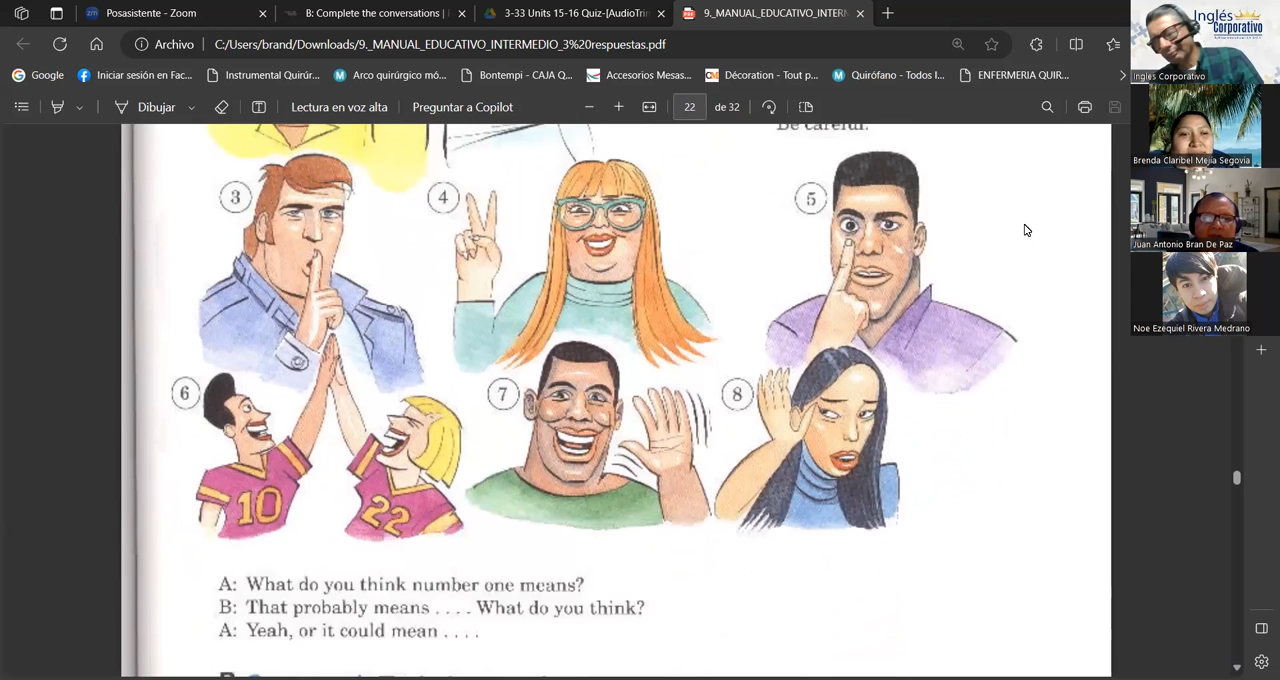 Posasistente - Zoom
B: Complete the conversations |
3-33 Units 15-16 Quiz-[AudioTrin
9._MANUAL_EDUCATIVO_INTERM
Archivo
C:/Users/brand/Downloads/9._MANUAL_EDUCATIVO_INTERMEDIO_3%20respuestas.pdf
Google
Iniciar sesión en Fac...
Instrumental Quirúr...
Arco quirúrgico mó...
Bontempi - CAJA Q...
Accesorios Mesas...
Décoration - Tout p...
Quirófano - Todos l...
ENFERMERIA QUIR...
Dibujar
Lectura en voz alta
Preguntar a Copilot
22
de 32
Be careful.
3
4
5
6
7
8
10
22
A: What do you think number one means?
B: That probably means . . . . What do you think?
A: Yeah, or it could mean . . . .
Inglés
Corporativo
Ingles Corporativo
Brenda Claribel Mejia Segovia
Juan Antonio Bran De Paz
Noe Ezequiel Rivera Medrano